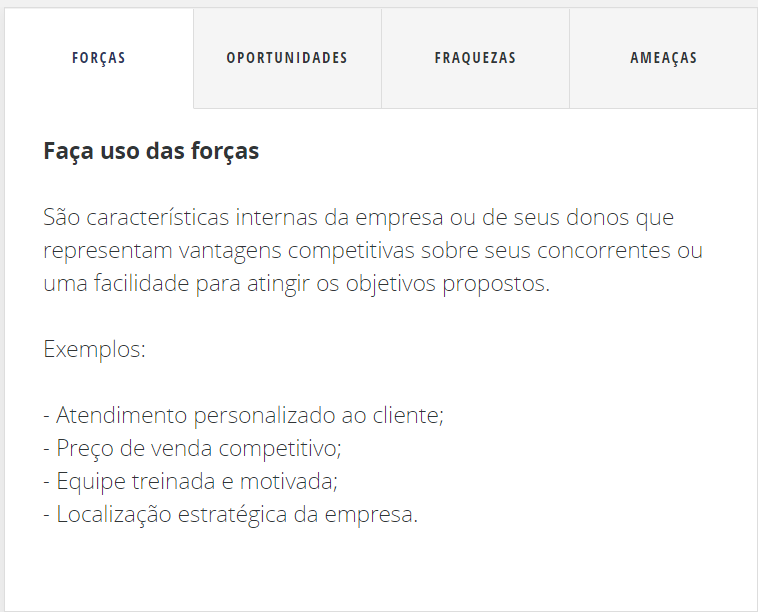 FORÇAS
OPORTUNIDADES
FRAQUEZAS
AMEAÇAS
Faça uso das forças
São características internas da empresa ou de seus donos que
representam vantagens competitivas sobre seus concorrentes ou
uma facilidade para atingir os objetivos propostos.
Exemplos:
- Atendimento personalizado ao cliente;
- Preço de venda competitivo;
- Equipe treinada e motivada;
- Localização estratégica da empresa.